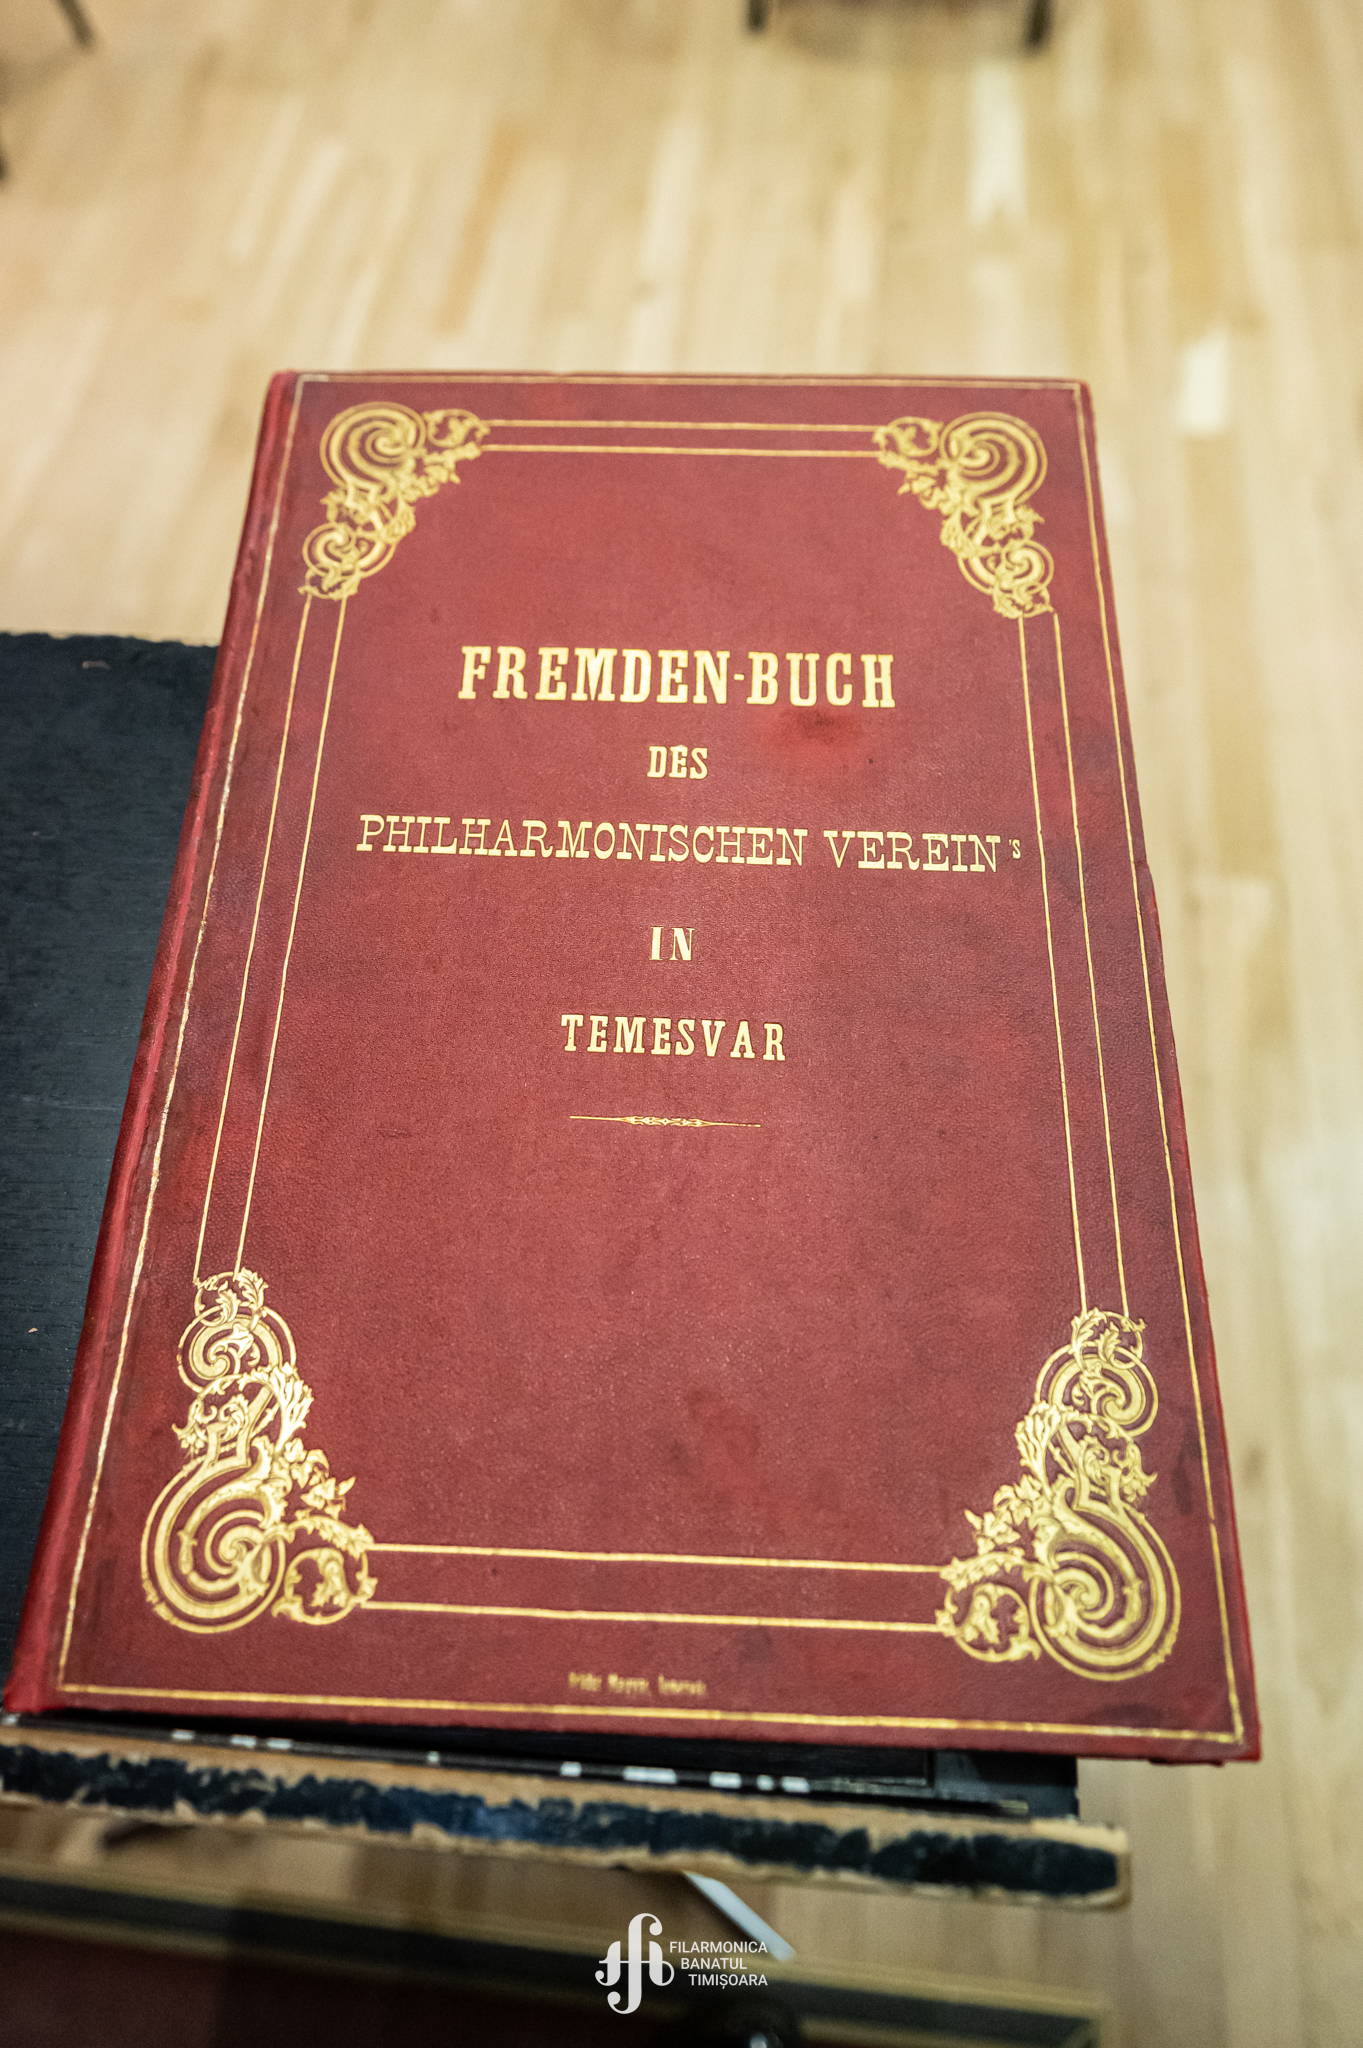 FREMDEN-BUCH
DES
PHILHARMONISCHEN VEREIN'S
IN
TEMESVAR
FILARMONICA
BANATUL
TIMIȘOARA